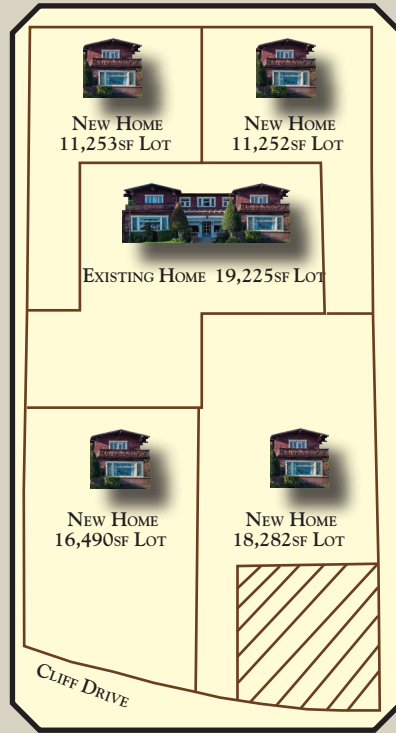 New Home
11,253sf Lot
New Home
11,252sf Lot
Existing Home 19,225sf Lot
New Home
16,490sf Lot
New Home
18,282sf Lot
Cliff Drive